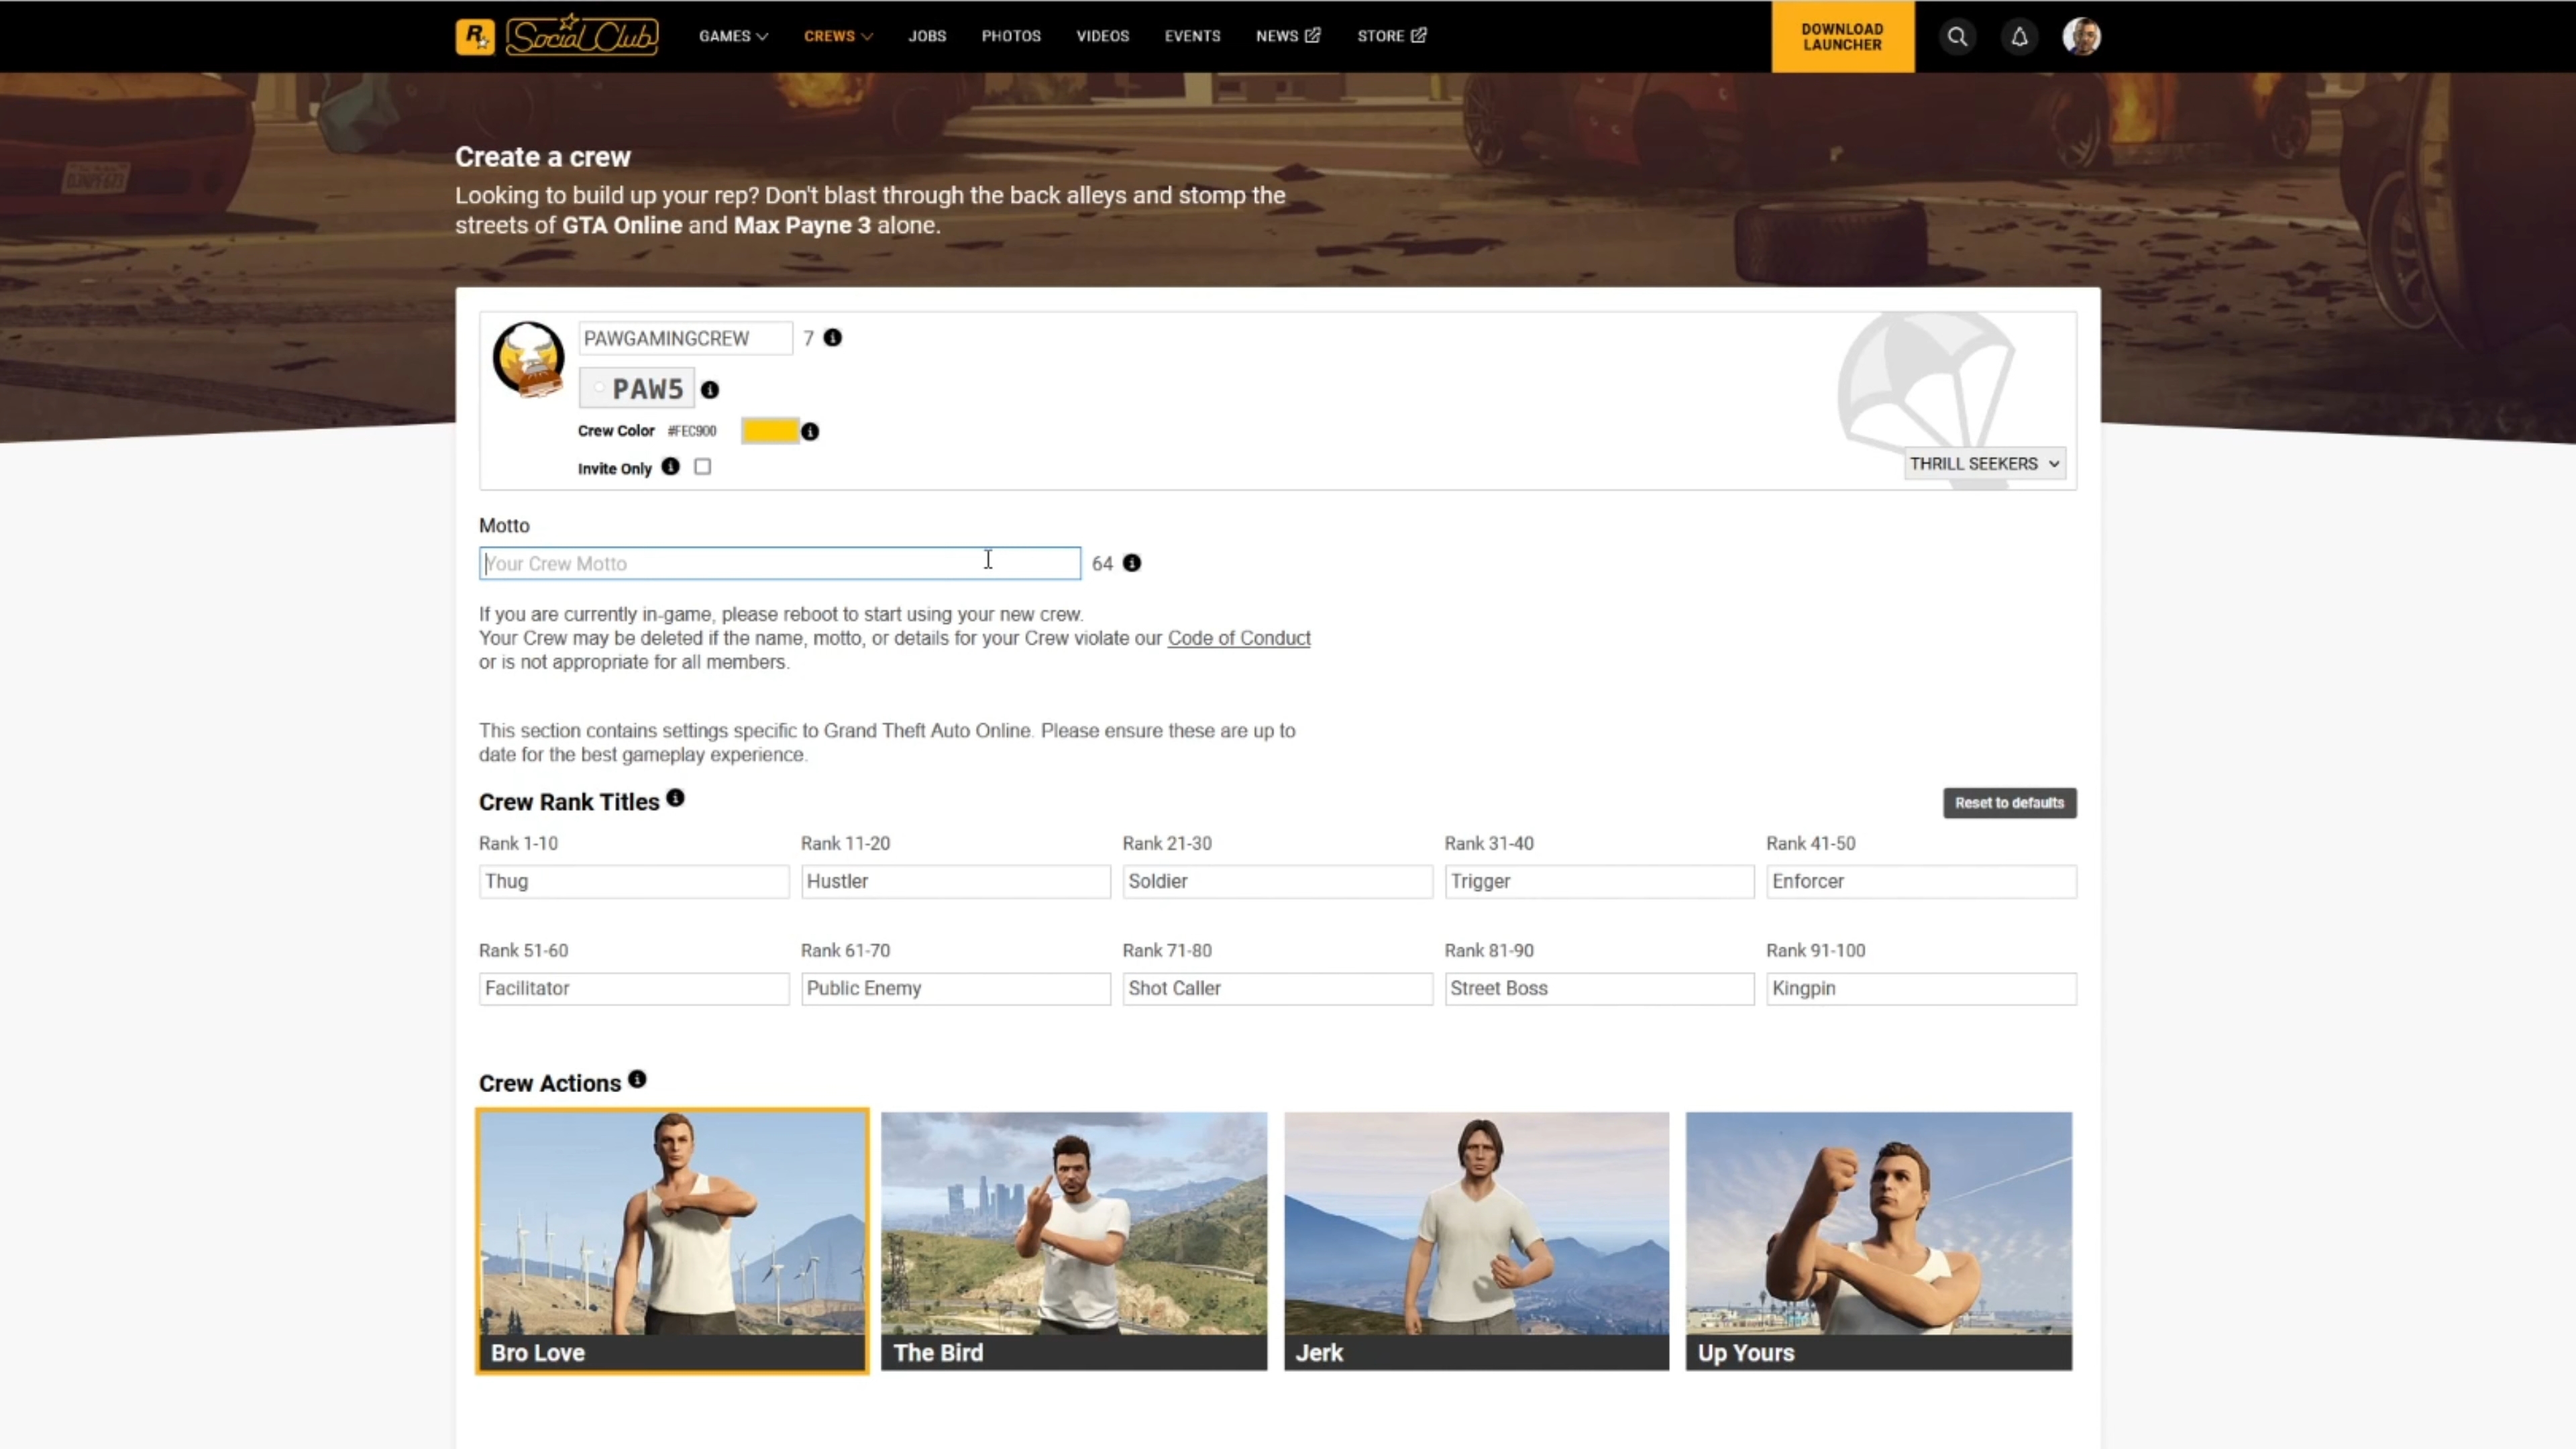 R
Social Club
GAMES
CREWS
JOBS
PHOTOS
VIDEOS
EVENTS
NEWS
STORE
DOWNLOAD
LAUNCHER
Create a crew
Looking to build up your rep? Don't blast through the back alleys and stomp the
streets of GTA Online and Max Payne 3 alone.
PAWGAMINGCREW
7
PAW5
Crew Color #FEC900
Invite Only
THRILL SEEKERS
Motto
Your Crew Motto
64
If you are currently in-game, please reboot to start using your new crew.
Your Crew may be deleted if the name, motto, or details for your Crew violate our Code of Conduct
or is not appropriate for all members.
This section contains settings specific to Grand Theft Auto Online. Please ensure these are up to
date for the best gameplay experience.
Crew Rank Titles
Reset to defaults
Rank 1-10
Rank 11-20
Rank 21-30
Rank 31-40
Rank 41-50
Thug
Hustler
Soldier
Trigger
Enforcer
Rank 51-60
Rank 61-70
Rank 71-80
Rank 81-90
Rank 91-100
Facilitator
Public Enemy
Shot Caller
Street Boss
Kingpin
Crew Actions
Bro Love
The Bird
Jerk
Up Yours